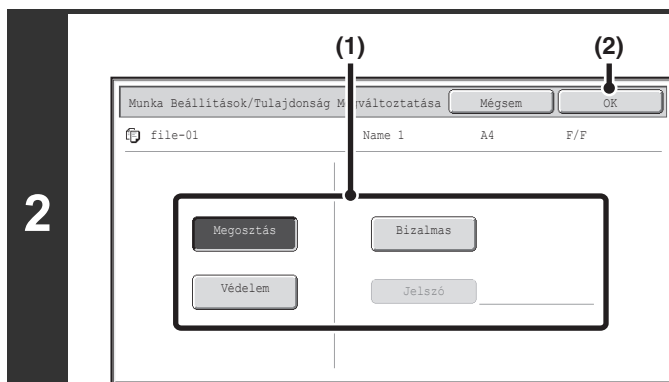 (1) (2)
Munka Beállítások/Tulajdonság Megváltoztatása Mégsem OK
file-01 Name 1 A4 F/F
2
Megosztás Bizalmas
Védelem Jelszó